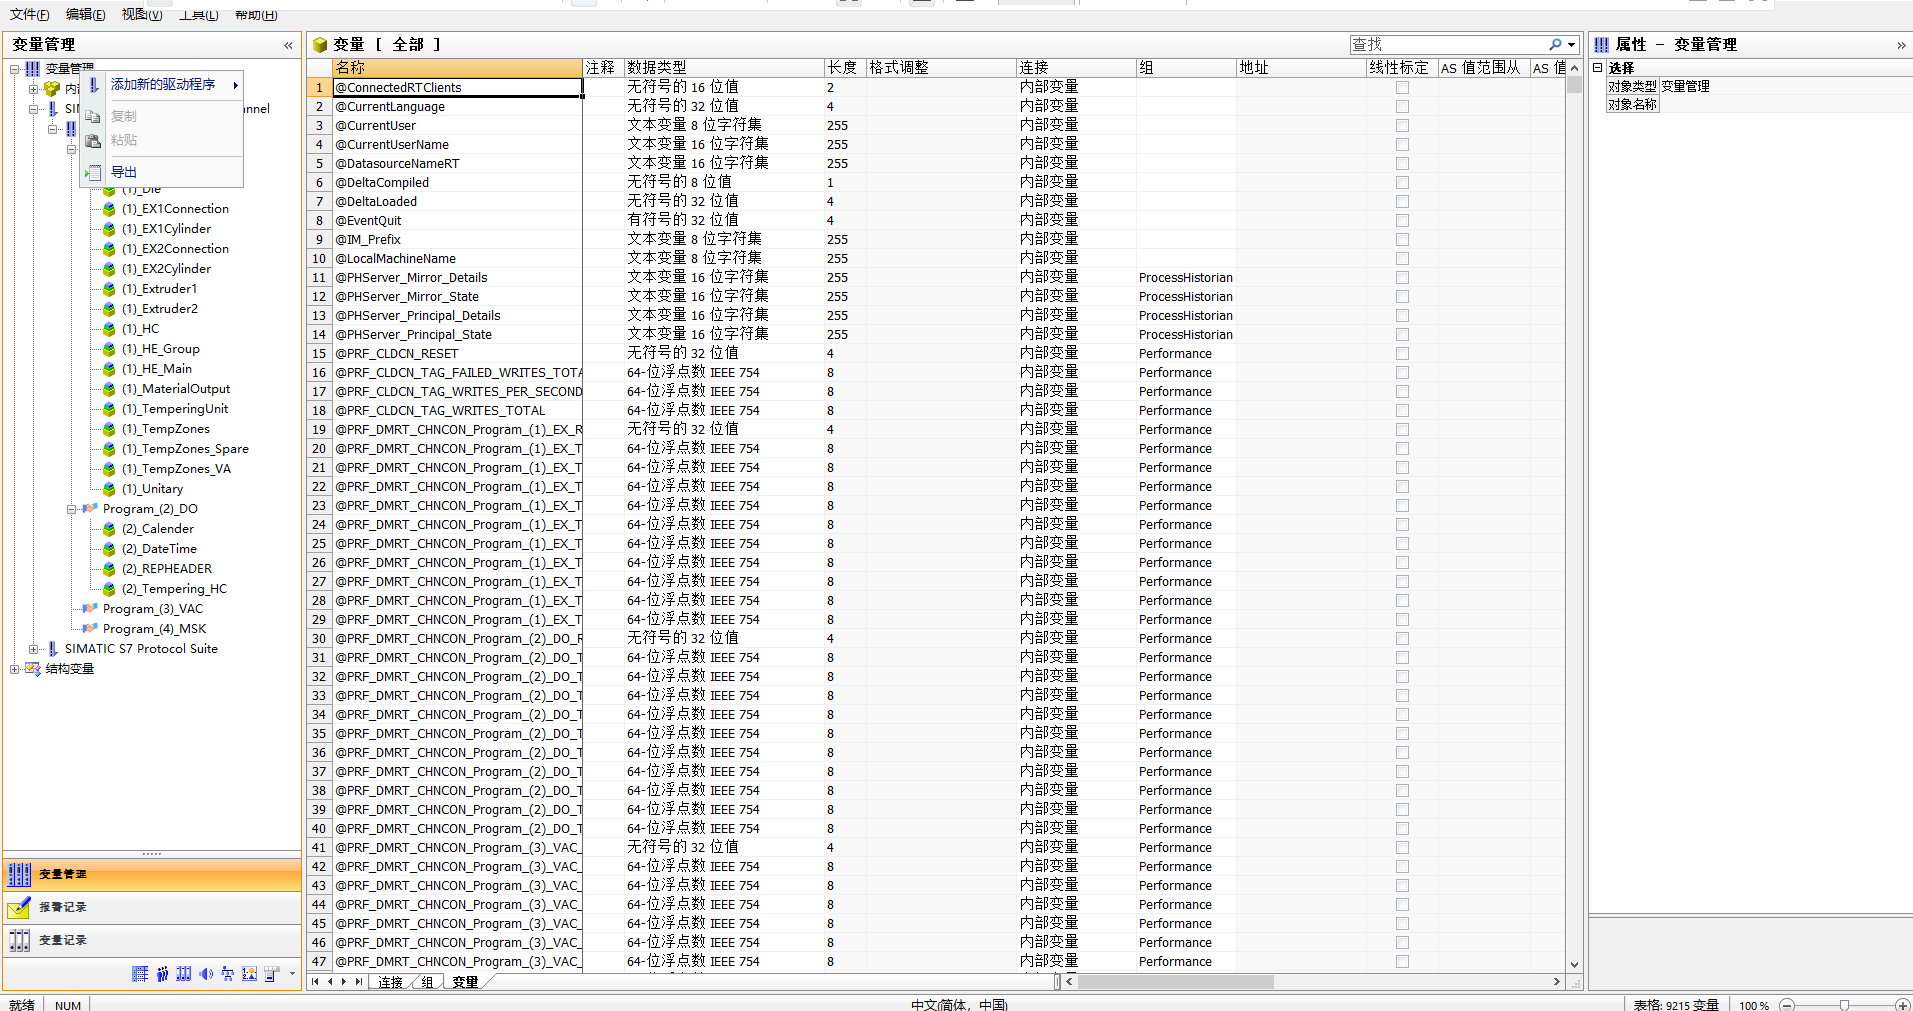 文件(F) 编辑(E) 视图(V) 工具(L) 帮助(H)
变量管理 «
变量管理
内
SI nnel
添加新的驱动程序
复制
粘贴
导出
(1)_Die
(1)_EX1Connection
(1)_EX1Cylinder
(1)_EX2Connection
(1)_EX2Cylinder
(1)_Extruder1
(1)_Extruder2
(1)_HC
(1)_HE_Group
(1)_HE_Main
(1)_MaterialOutput
(1)_TemperingUnit
(1)_TempZones
(1)_TempZones_Spare
(1)_TempZones_VA
(1)_Unitary
Program_(2)_DO
(2)_Calender
(2)_DateTime
(2)_REPHEADER
(2)_Tempering_HC
Program_(3)_VAC
Program_(4)_MSK
SIMATIC S7 Protocol Suite
结构变量
变量管理
报警记录
变量记录
变量 [ 全部 ] 查找
名称 注释 数据类型 长度 格式调整 连接 组 地址 线性标定 AS 值范围从 AS 值
1 @ConnectedRTClients 无符号的 16 位值 2 内部变量
2 @CurrentLanguage 无符号的 32 位值 4 内部变量
3 @CurrentUser 文本变量 8 位字符集 255 内部变量
4 @CurrentUserName 文本变量 16 位字符集 255 内部变量
5 @DatasourceNameRT 文本变量 16 位字符集 255 内部变量
6 @DeltaCompiled 无符号的 8 位值 1 内部变量
7 @DeltaLoaded 无符号的 32 位值 4 内部变量
8 @EventQuit 有符号的 32 位值 4 内部变量
9 @IM_Prefix 文本变量 8 位字符集 255 内部变量
10 @LocalMachineName 文本变量 8 位字符集 255 内部变量
11 @PHServer_Mirror_Details 文本变量 16 位字符集 255 内部变量 ProcessHistorian
12 @PHServer_Mirror_State 文本变量 16 位字符集 255 内部变量 ProcessHistorian
13 @PHServer_Principal_Details 文本变量 16 位字符集 255 内部变量 ProcessHistorian
14 @PHServer_Principal_State 文本变量 16 位字符集 255 内部变量 ProcessHistorian
15 @PRF_CLDCN_RESET 无符号的 32 位值 4 内部变量 Performance
16 @PRF_CLDCN_TAG_FAILED_WRITES_TOTA 64-位浮点数 IEEE 754 8 内部变量 Performance
17 @PRF_CLDCN_TAG_WRITES_PER_SECOND 64-位浮点数 IEEE 754 8 内部变量 Performance
18 @PRF_CLDCN_TAG_WRITES_TOTAL 64-位浮点数 IEEE 754 8 内部变量 Performance
19 @PRF_DMRT_CHNCON_Program_(1)_EX_R 无符号的 32 位值 4 内部变量 Performance
20 @PRF_DMRT_CHNCON_Program_(1)_EX_T 64-位浮点数 IEEE 754 8 内部变量 Performance
21 @PRF_DMRT_CHNCON_Program_(1)_EX_T 64-位浮点数 IEEE 754 8 内部变量 Performance
22 @PRF_DMRT_CHNCON_Program_(1)_EX_T 64-位浮点数 IEEE 754 8 内部变量 Performance
23 @PRF_DMRT_CHNCON_Program_(1)_EX_T 64-位浮点数 IEEE 754 8 内部变量 Performance
24 @PRF_DMRT_CHNCON_Program_(1)_EX_T 64-位浮点数 IEEE 754 8 内部变量 Performance
25 @PRF_DMRT_CHNCON_Program_(1)_EX_T 64-位浮点数 IEEE 754 8 内部变量 Performance
26 @PRF_DMRT_CHNCON_Program_(1)_EX_T 64-位浮点数 IEEE 754 8 内部变量 Performance
27 @PRF_DMRT_CHNCON_Program_(1)_EX_T 64-位浮点数 IEEE 754 8 内部变量 Performance
28 @PRF_DMRT_CHNCON_Program_(1)_EX_T 64-位浮点数 IEEE 754 8 内部变量 Performance
29 @PRF_DMRT_CHNCON_Program_(1)_EX_T 64-位浮点数 IEEE 754 8 内部变量 Performance
30 @PRF_DMRT_CHNCON_Program_(2)_DO_R 无符号的 32 位值 4 内部变量 Performance
31 @PRF_DMRT_CHNCON_Program_(2)_DO_T 64-位浮点数 IEEE 754 8 内部变量 Performance
32 @PRF_DMRT_CHNCON_Program_(2)_DO_T 64-位浮点数 IEEE 754 8 内部变量 Performance
33 @PRF_DMRT_CHNCON_Program_(2)_DO_T 64-位浮点数 IEEE 754 8 内部变量 Performance
34 @PRF_DMRT_CHNCON_Program_(2)_DO_T 64-位浮点数 IEEE 754 8 内部变量 Performance
35 @PRF_DMRT_CHNCON_Program_(2)_DO_T 64-位浮点数 IEEE 754 8 内部变量 Performance
36 @PRF_DMRT_CHNCON_Program_(2)_DO_T 64-位浮点数 IEEE 754 8 内部变量 Performance
37 @PRF_DMRT_CHNCON_Program_(2)_DO_T 64-位浮点数 IEEE 754 8 内部变量 Performance
38 @PRF_DMRT_CHNCON_Program_(2)_DO_T 64-位浮点数 IEEE 754 8 内部变量 Performance
39 @PRF_DMRT_CHNCON_Program_(2)_DO_T 64-位浮点数 IEEE 754 8 内部变量 Performance
40 @PRF_DMRT_CHNCON_Program_(2)_DO_T 64-位浮点数 IEEE 754 8 内部变量 Performance
41 @PRF_DMRT_CHNCON_Program_(3)_VAC_ 无符号的 32 位值 4 内部变量 Performance
42 @PRF_DMRT_CHNCON_Program_(3)_VAC_ 64-位浮点数 IEEE 754 8 内部变量 Performance
43 @PRF_DMRT_CHNCON_Program_(3)_VAC_ 64-位浮点数 IEEE 754 8 内部变量 Performance
44 @PRF_DMRT_CHNCON_Program_(3)_VAC_ 64-位浮点数 IEEE 754 8 内部变量 Performance
45 @PRF_DMRT_CHNCON_Program_(3)_VAC_ 64-位浮点数 IEEE 754 8 内部变量 Performance
46 @PRF_DMRT_CHNCON_Program_(3)_VAC_ 64-位浮点数 IEEE 754 8 内部变量 Performance
47 @PRF_DMRT_CHNCON_Program_(3)_VAC_ 64-位浮点数 IEEE 754 8 内部变量 Performance
连接 组 变量
属性 - 变量管理 »
选择
对象类型 变量管理
对象名称
就绪 NUM 中文(简体，中国) 表格: 9215 变量 100 %